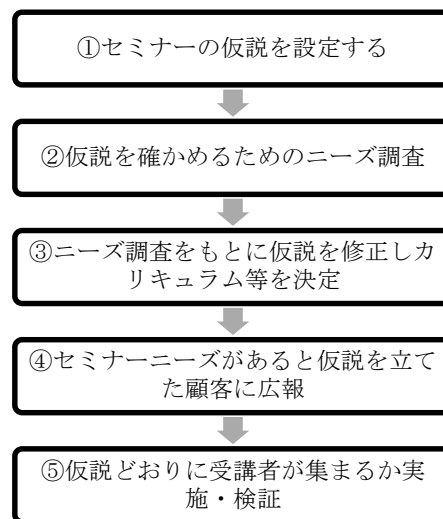 ①セミナーの仮説を設定する
②仮説を確かめるためのニーズ調査
③ニーズ調査をもとに仮説を修正しカ
リキュラム等を決定
④セミナーニーズがあると仮説を立て
た顧客に広報
⑤仮説どおりに受講者が集まるか実
施・検証